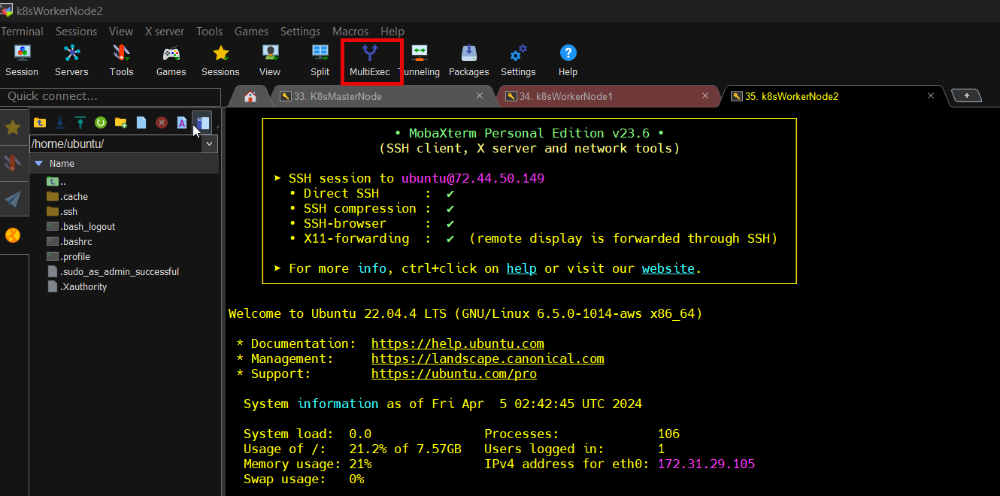 k8sWorkerNode2
Terminal Sessions View X server Tools Games Settings Macros Help
Session Servers Tools Games Sessions View Split MultiExec Tunneling Packages Settings Help
Quick connect...
33. K8sMasterNode
34. k8sWorkerNode1
35. k8sWorkerNode2
/home/ubuntu/
Name
..
.cache
.ssh
.bash_logout
.bashrc
.profile
.sudo_as_admin_successful
.Xauthority
• MobaXterm Personal Edition v23.6 •
(SSH client, X server and network tools)
➤ SSH session to ubuntu@72.44.50.149
• Direct SSH : ✔
• SSH compression : ✔
• SSH-browser : ✔
• X11-forwarding : ✔ (remote display is forwarded through SSH)
➤ For more info, ctrl+click on help or visit our website.
Welcome to Ubuntu 22.04.4 LTS (GNU/Linux 6.5.0-1014-aws x86_64)
* Documentation: https://help.ubuntu.com
* Management: https://landscape.canonical.com
* Support: https://ubuntu.com/pro
System information as of Fri Apr 5 02:42:45 UTC 2024
System load: 0.0 Processes: 106
Usage of /: 21.2% of 7.57GB Users logged in: 1
Memory usage: 21% IPv4 address for eth0: 172.31.29.105
Swap usage: 0%